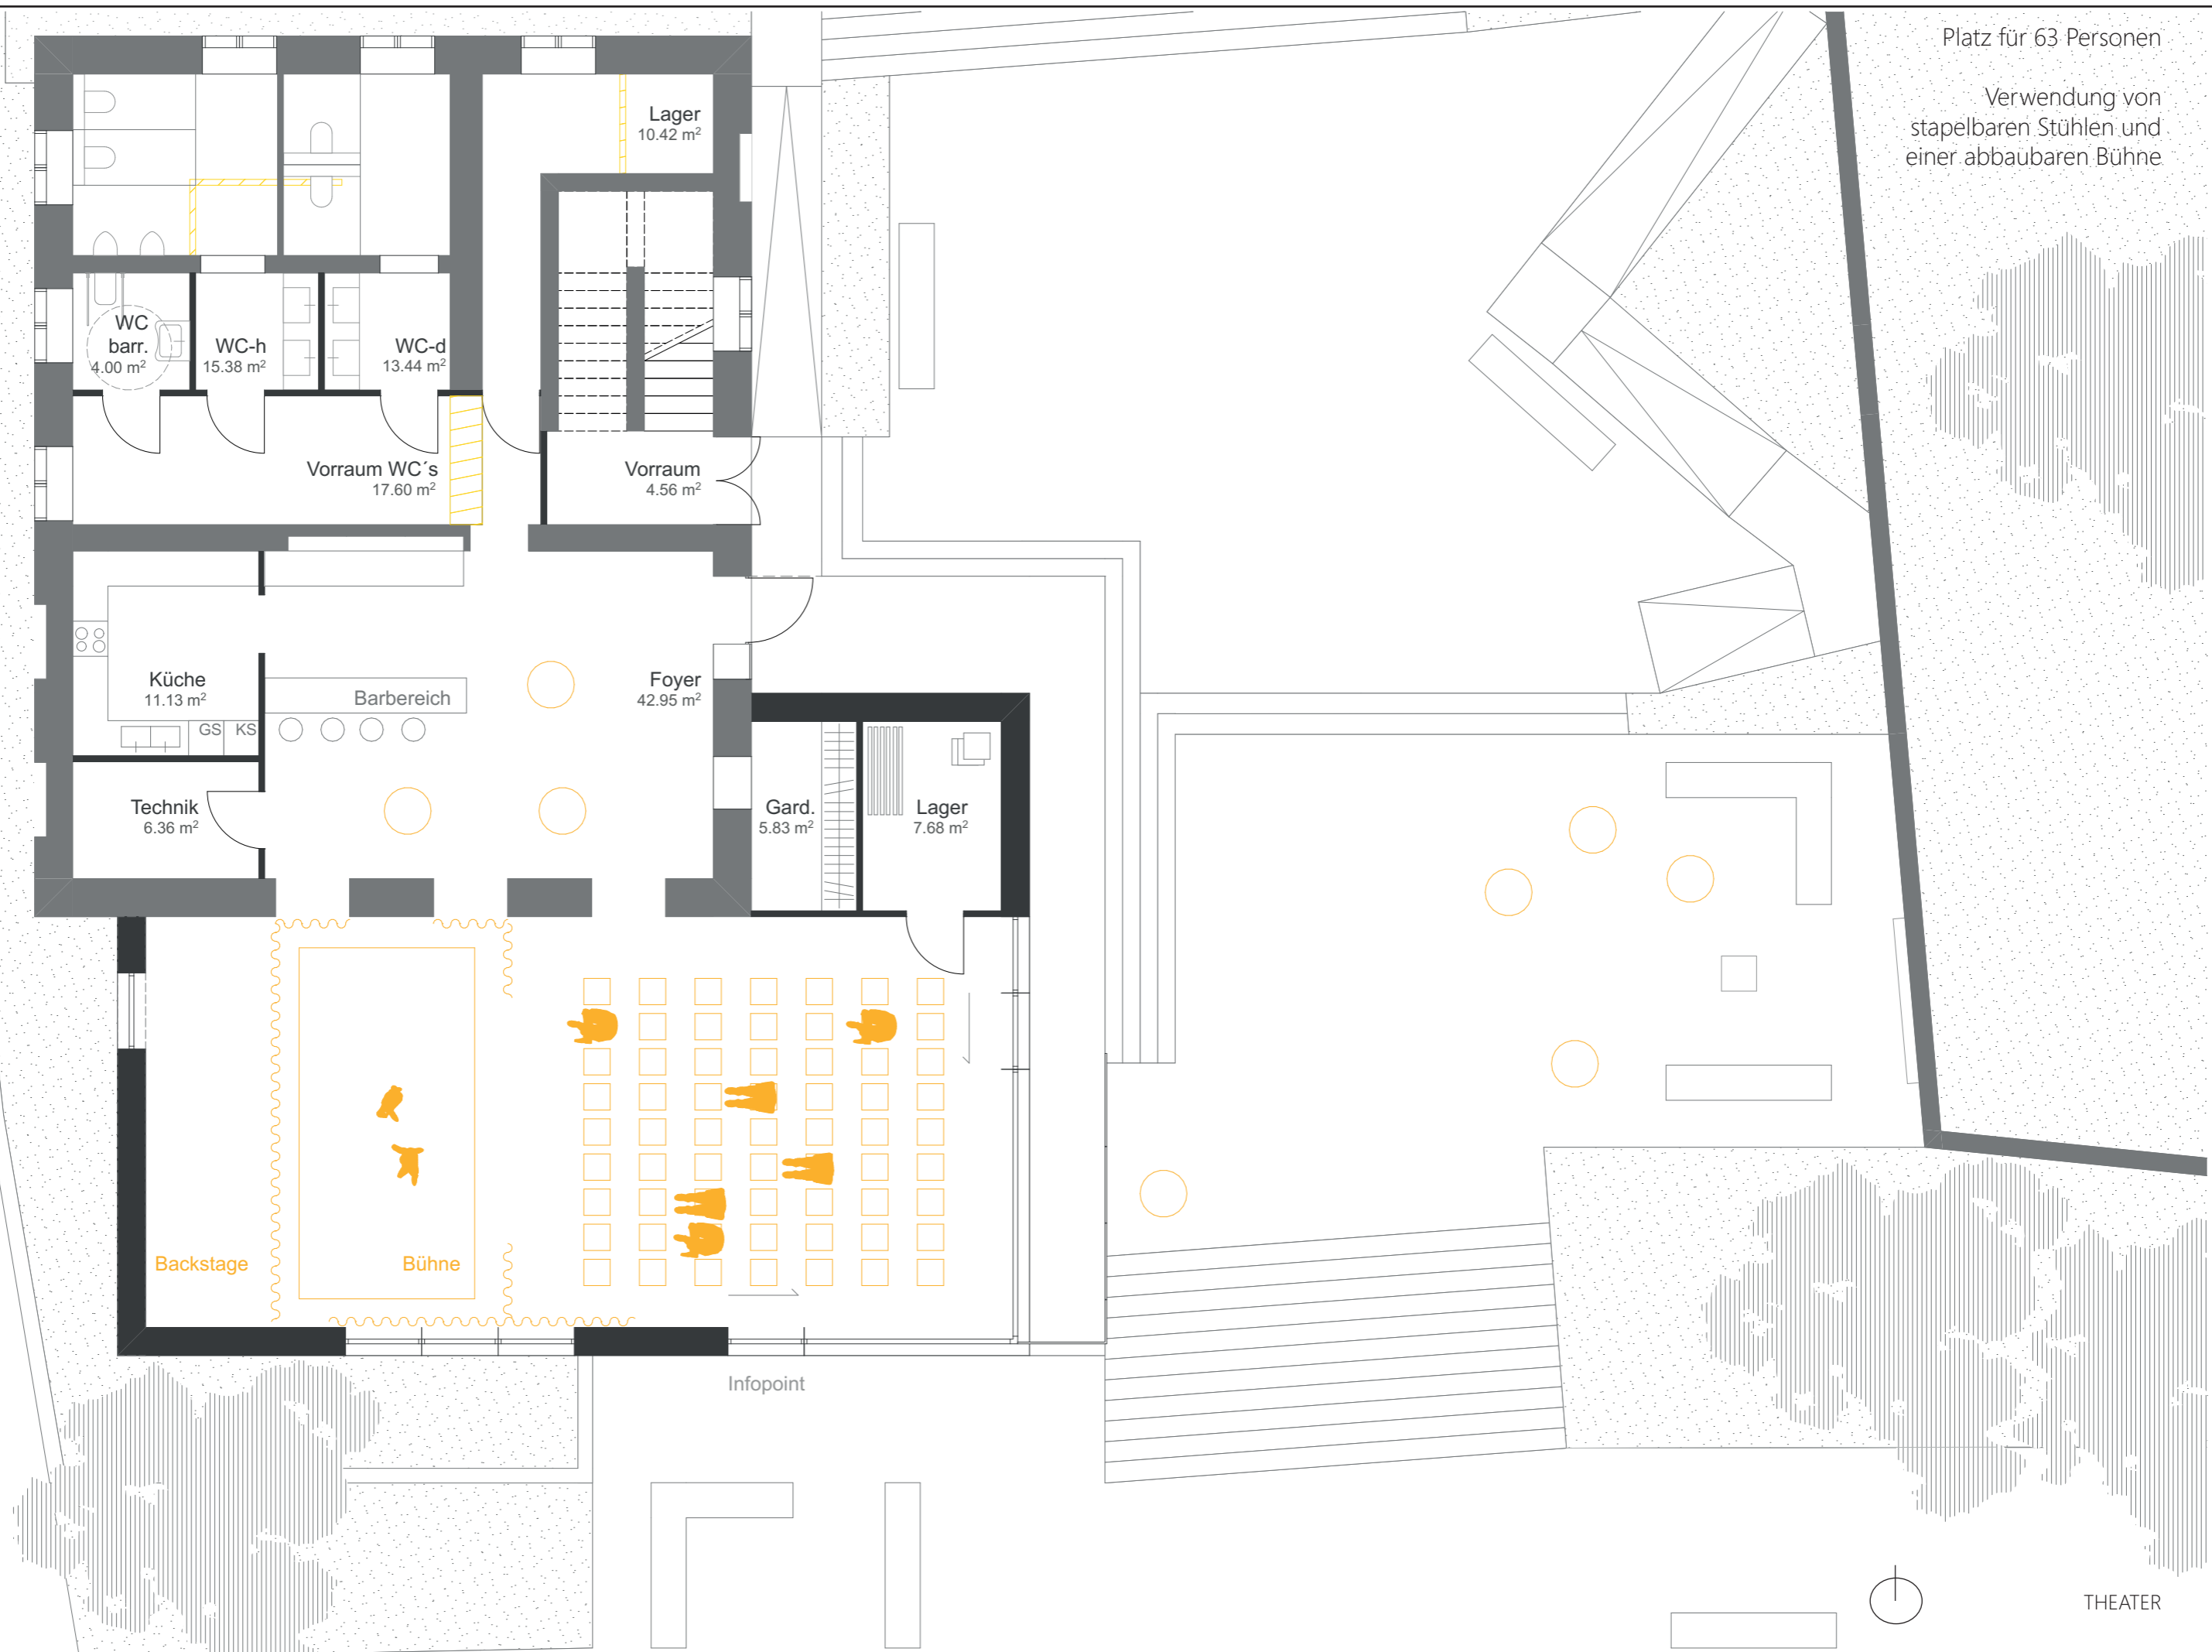 Platz für 63 Personen
Verwendung von
stapelbaren Stühlen und
einer abbaubaren Bühne
Lager
10.42 m²
WC
barr.
4.00 m²
WC-h
15.38 m²
WC-d
13.44 m²
Vorraum WC´s
17.60 m²
Vorraum
4.56 m²
Küche
11.13 m²
GS
KS
Barbereich
Foyer
42.95 m²
Technik
6.36 m²
Gard.
5.83 m²
Lager
7.68 m²
Backstage
Bühne
Infopoint
THEATER